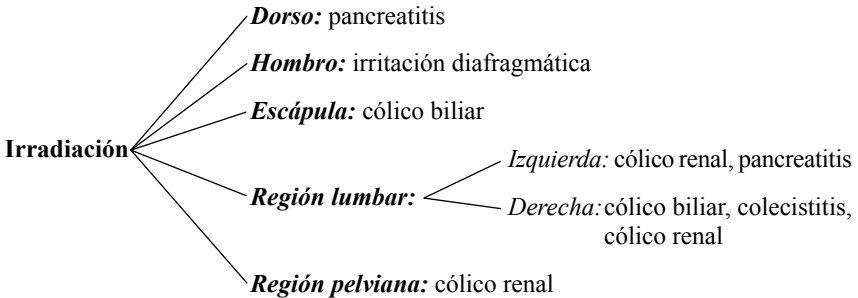 Dorso: pancreatitis
Hombro: irritación diafragmática
Escápula: cólico biliar
Irradiación
Izquierda: cólico renal, pancreatitis
Región lumbar:
Derecha: cólico biliar, colecistitis,
cólico renal
Región pelviana: cólico renal